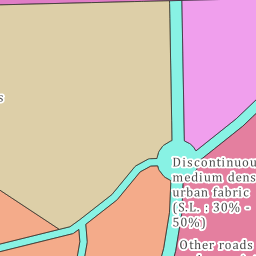 s
Discontinuou
medium dens
urban fabric
(S.L. : 30% -
50%)
Other roads